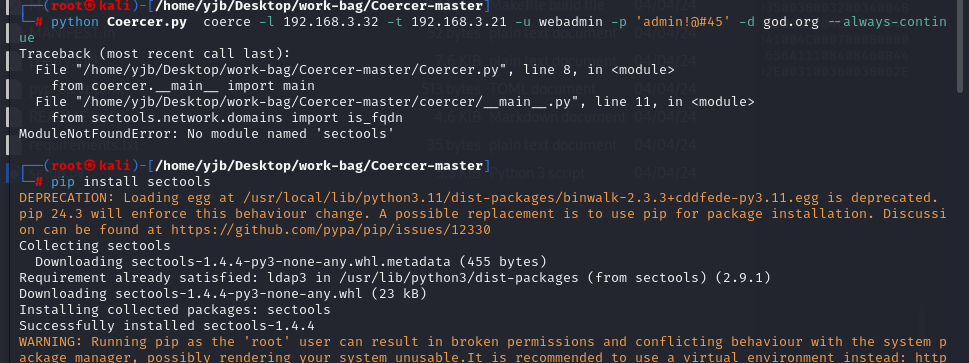 ┌──(root㉿kali)-[/home/yjb/Desktop/work-bag/Coercer-master]
└─# python Coercer.py  coerce -l 192.168.3.32 -t 192.168.3.21 -u webadmin -p 'admin!@#45' -d god.org --always-contin
ue
Traceback (most recent call last):
  File "/home/yjb/Desktop/work-bag/Coercer-master/Coercer.py", line 8, in <module>
    from coercer.__main__ import main
  File "/home/yjb/Desktop/work-bag/Coercer-master/coercer/__main__.py", line 11, in <module>
    from sectools.network.domains import is_fqdn
ModuleNotFoundError: No module named 'sectools'
┌──(root㉿kali)-[/home/yjb/Desktop/work-bag/Coercer-master]
└─# pip install sectools
DEPRECATION: Loading egg at /usr/local/lib/python3.11/dist-packages/binwalk-2.3.3+cddfede-py3.11.egg is deprecated.
pip 24.3 will enforce this behaviour change. A possible replacement is to use pip for package installation. Discussi
on can be found at https://github.com/pypa/pip/issues/12330
Collecting sectools
  Downloading sectools-1.4.4-py3-none-any.whl.metadata (455 bytes)
Requirement already satisfied: ldap3 in /usr/lib/python3/dist-packages (from sectools) (2.9.1)
Downloading sectools-1.4.4-py3-none-any.whl (23 kB)
Installing collected packages: sectools
Successfully installed sectools-1.4.4
WARNING: Running pip as the 'root' user can result in broken permissions and conflicting behaviour with the system p
ackage manager, possibly rendering your system unusable.It is recommended to use a virtual environment instead: http